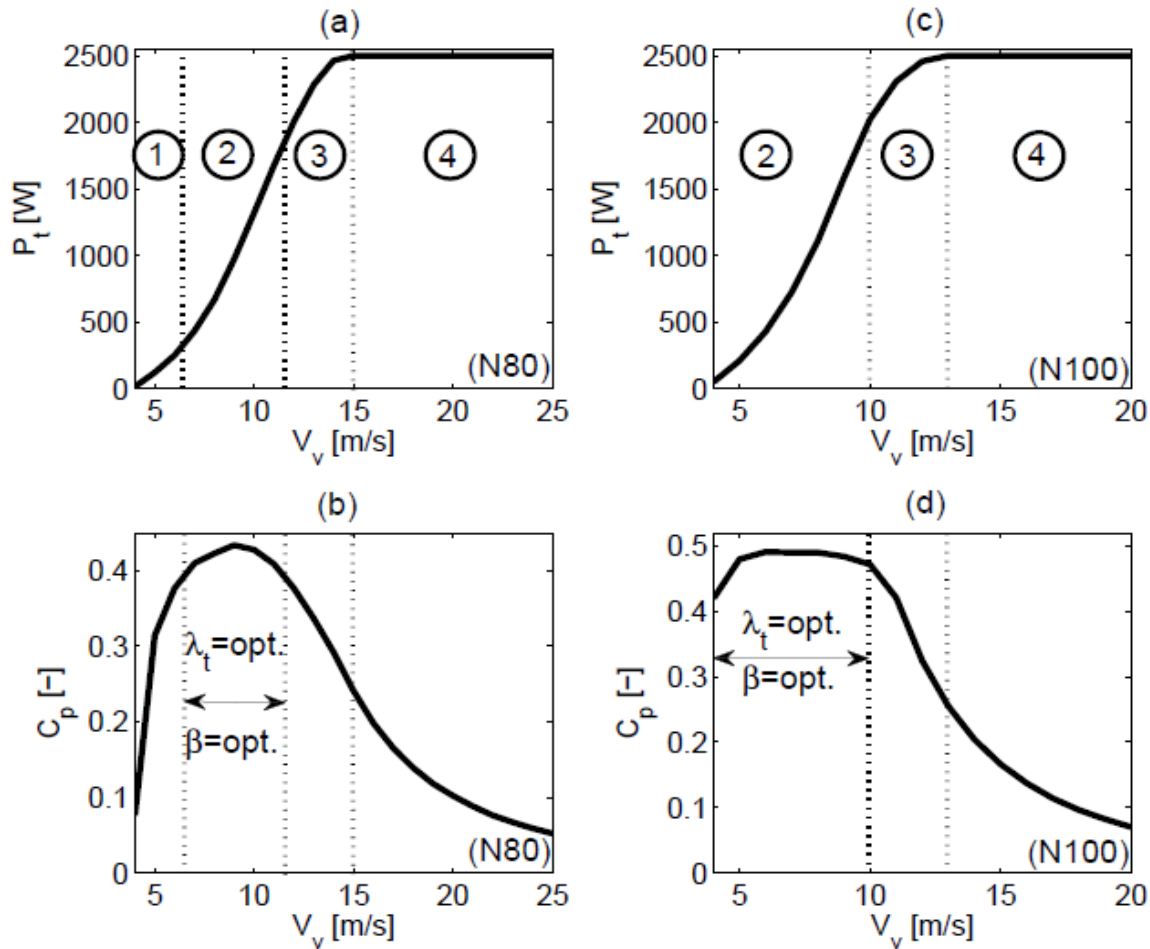 (a)
2500
2000
1500
1000
500
0
P_t [W]
1
2
3
4
(N80)
5
10
15
20
25
V_v [m/s]
(c)
2500
2000
1500
1000
500
0
P_t [W]
2
3
4
(N100)
5
10
15
20
V_v [m/s]
(b)
0.4
0.3
0.2
0.1
0
C_p [-]
λ_t=opt.
β=opt.
(N80)
5
10
15
20
25
V_v [m/s]
(d)
0.5
0.4
0.3
0.2
0.1
0
C_p [-]
λ_t=opt.
β=opt.
(N100)
5
10
15
20
V_v [m/s]